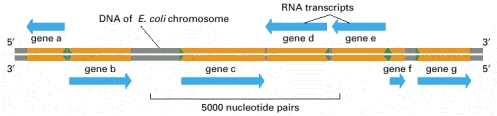 RNA transcripts
DNA of E. coli chromosome
5′ gene a gene d gene e 5′
3′ gene b gene c gene f gene g 3′
5000 nucleotide pairs